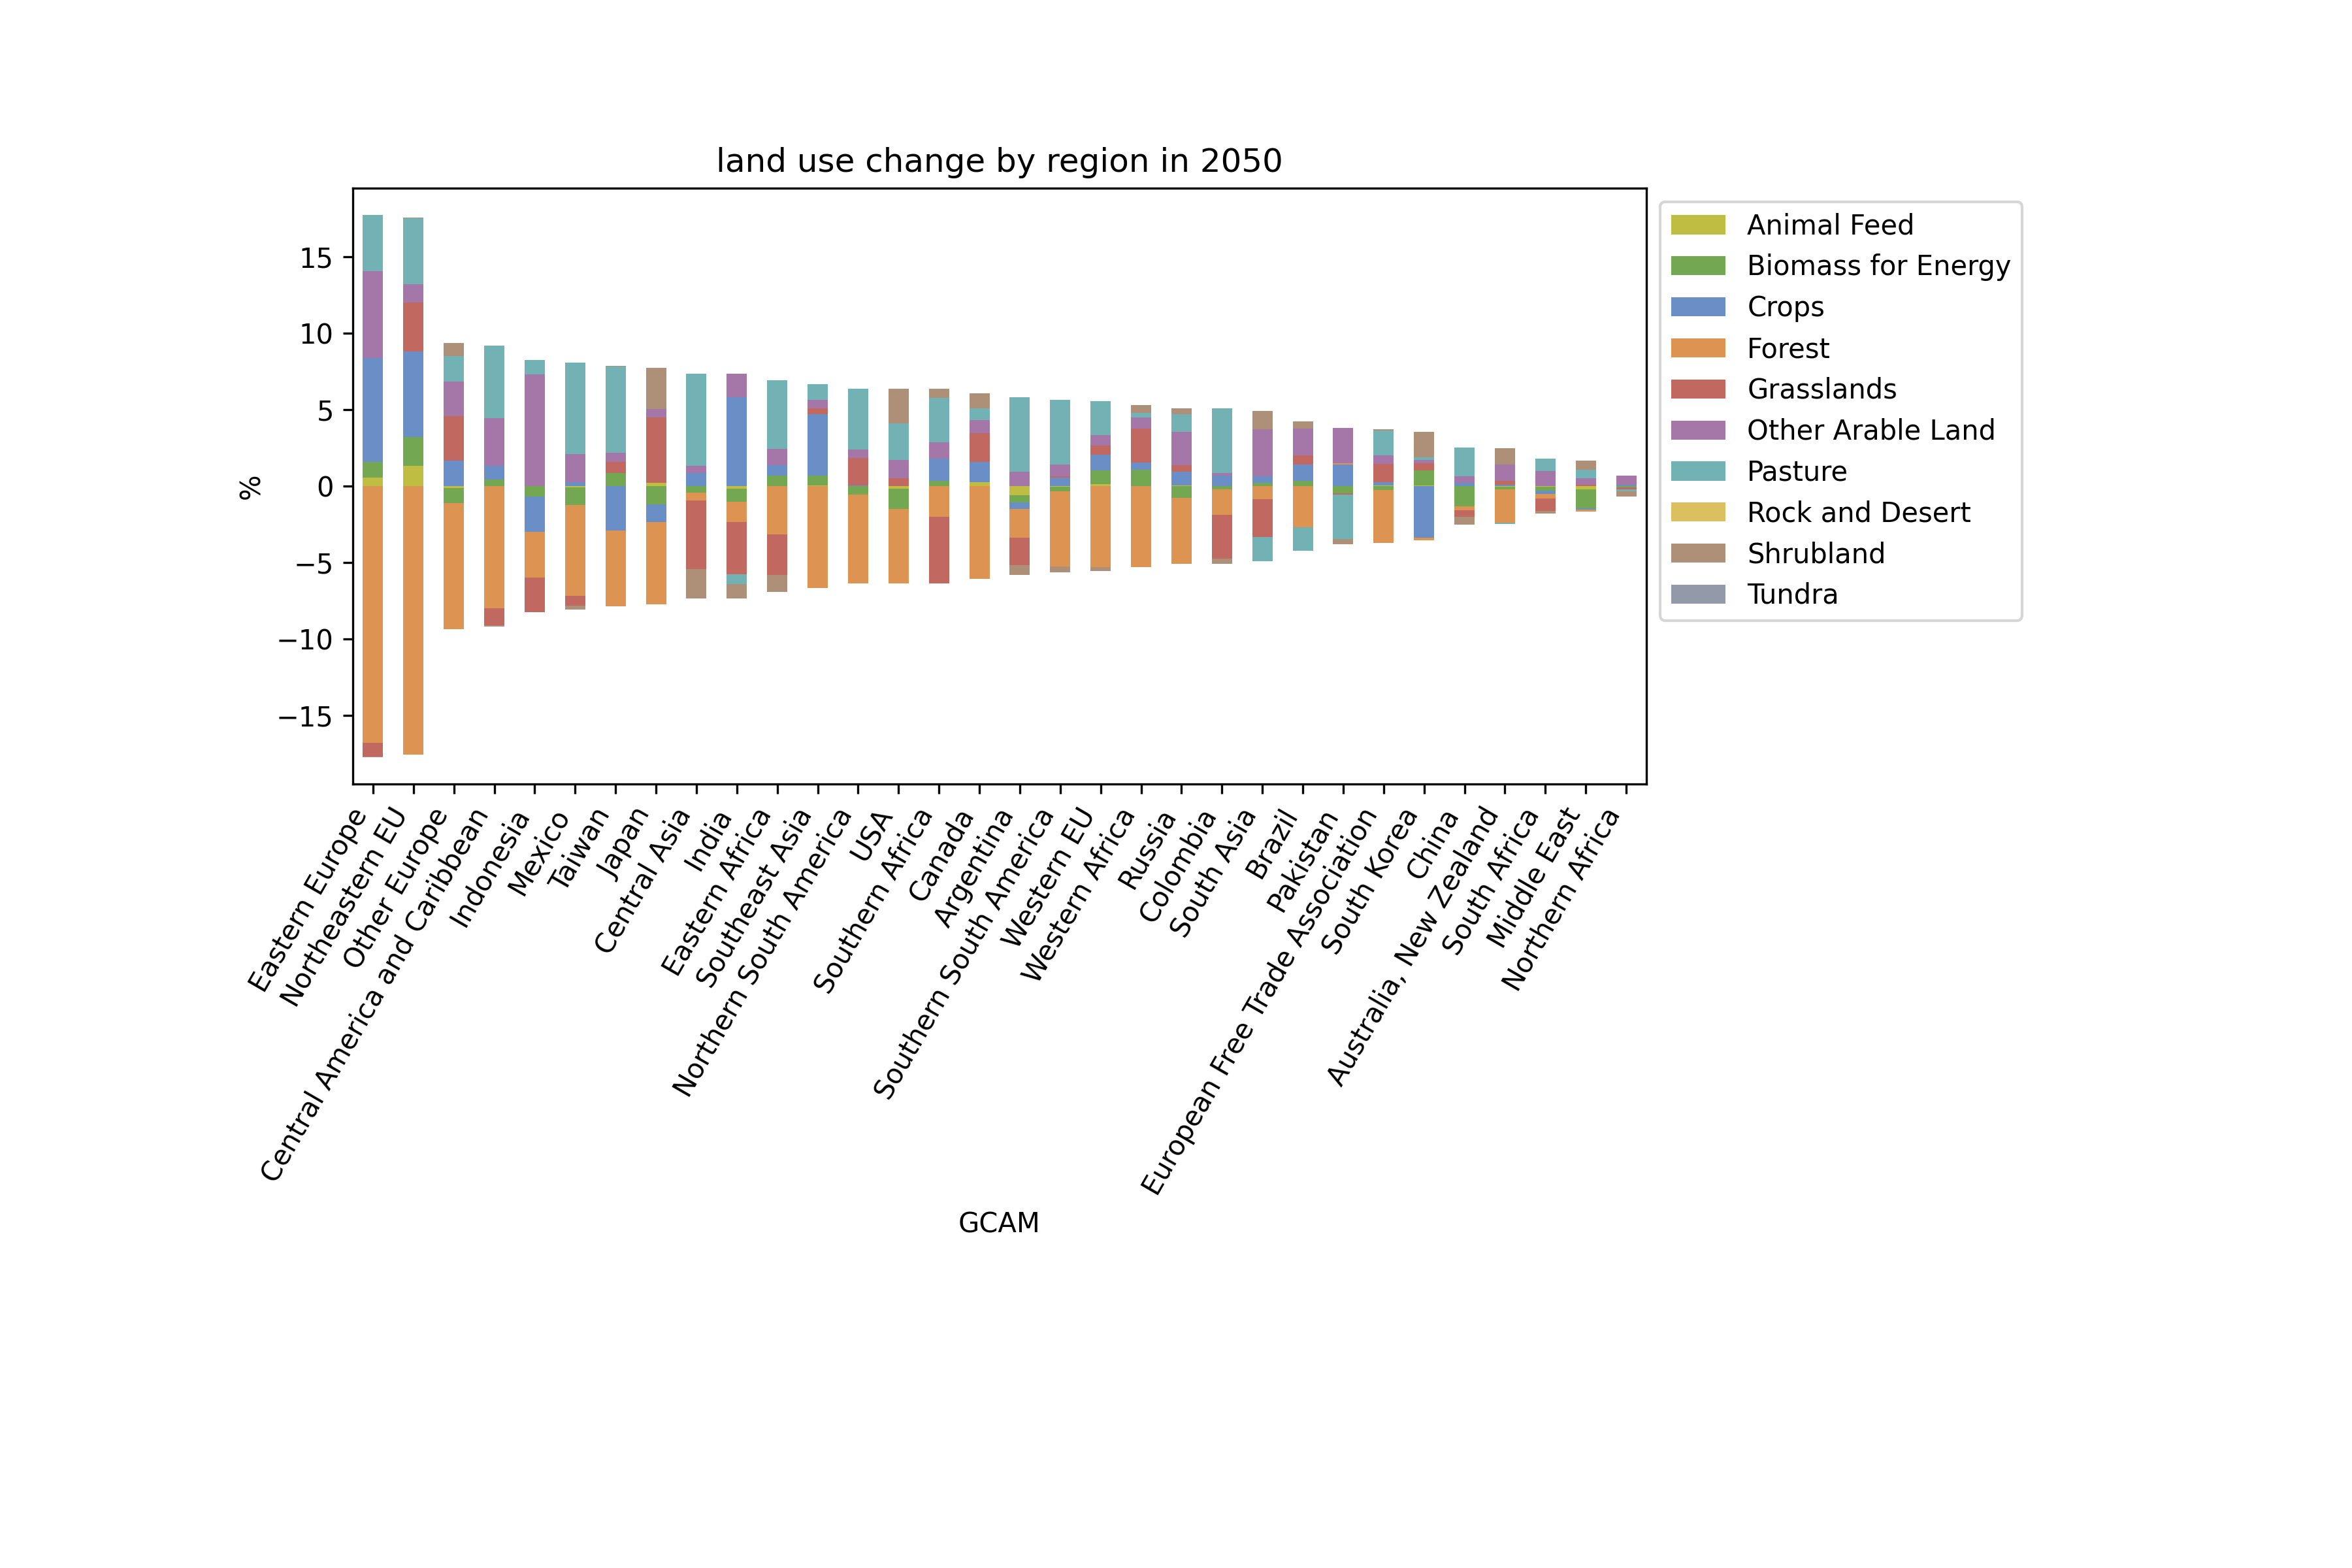 land use change by region in 2050
%
15
10
5
0
−5
−10
−15
Animal Feed
Biomass for Energy
Crops
Forest
Grasslands
Other Arable Land
Pasture
Rock and Desert
Shrubland
Tundra
Eastern Europe
Northeastern EU
Other Europe
Central America and Caribbean
Indonesia
Mexico
Taiwan
Japan
Central Asia
India
Eastern Africa
Southeast Asia
Northern South America
USA
Southern Africa
Canada
Argentina
Southern South America
Western EU
Western Africa
Russia
Colombia
South Asia
Brazil
Pakistan
European Free Trade Association
South Korea
China
Australia, New Zealand
South Africa
Middle East
Northern Africa
GCAM